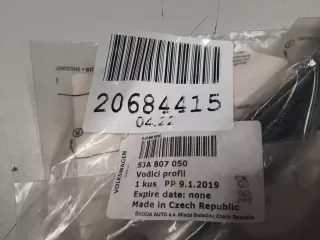 20684415
04.22
VOLKSWAGEN
5JA 807 050
Vodici profil
1 kus PP 9.1.2019
Expire date: none
Made in Czech Republic
ŠKODA AUTO a.s. Mladá Boleslav, Czech Republic